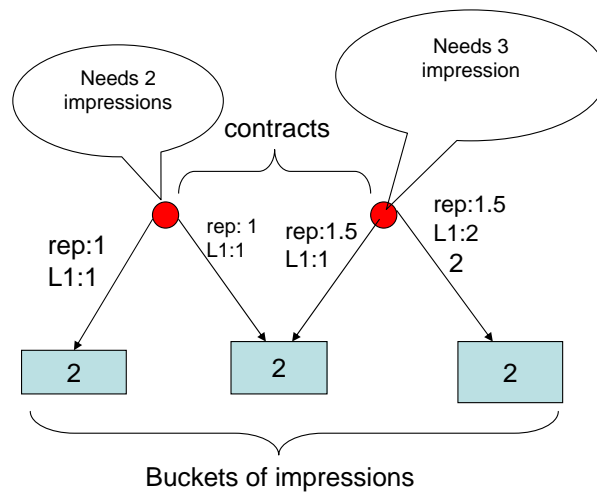 Needs 2
impressions
Needs 3
impression
contracts
rep:1
L1:1
rep: 1
L1:1
rep:1.5
L1:1
rep:1.5
L1:2
2
2
2
2
Buckets of impressions